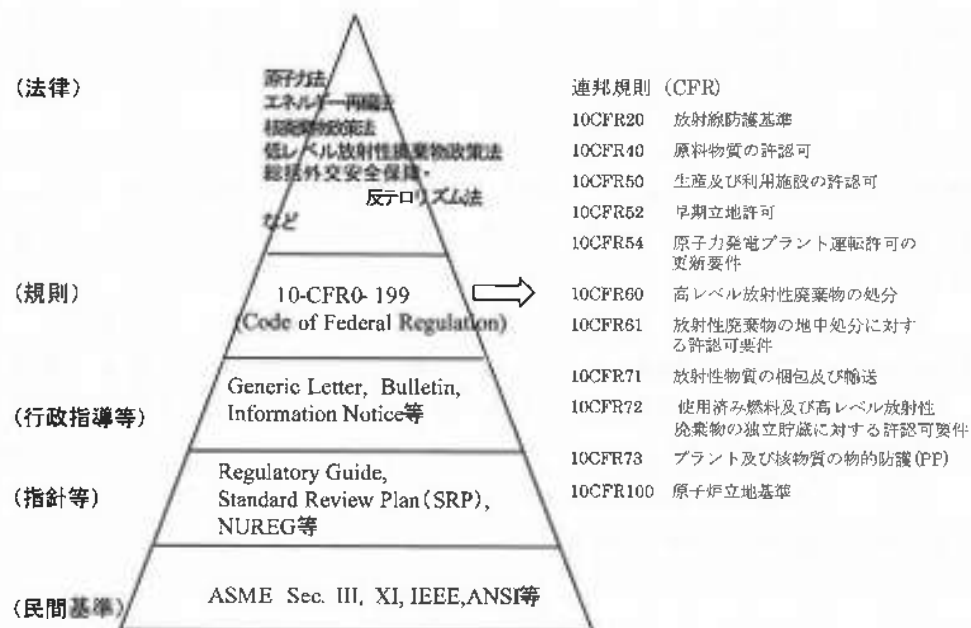 (法律)
原子力法
エネルギー再編法
核廃棄物政策法
低レベル放射性廃棄物政策法
総括外交安全保障・
反テロリズム法
など
(規則)
10-CFR0-199
(Code of Federal Regulation)
(行政指導等)
Generic Letter, Bulletin,
Information Notice等
(指針等)
Regulatory Guide,
Standard Review Plan(SRP),
NUREG等
(民間基準)
ASME Sec. III, XI, IEEE,ANSI等
連邦規則 (CFR)
10CFR20 放射線防護基準
10CFR40 原料物質の許認可
10CFR50 生産及び利用施設の許認可
10CFR52 早期立地許可
10CFR54 原子力発電プラント運転許可の
更新要件
10CFR60 高レベル放射性廃棄物の処分
10CFR61 放射性廃棄物の地中処分に対す
る許認可要件
10CFR71 放射性物質の梱包及び輸送
10CFR72 使用済み燃料及び高レベル放射性
廃棄物の独立貯蔵に対する許認可要件
10CFR73 プラント及び核物質の物的防護(PP)
10CFR100 原子炉立地基準